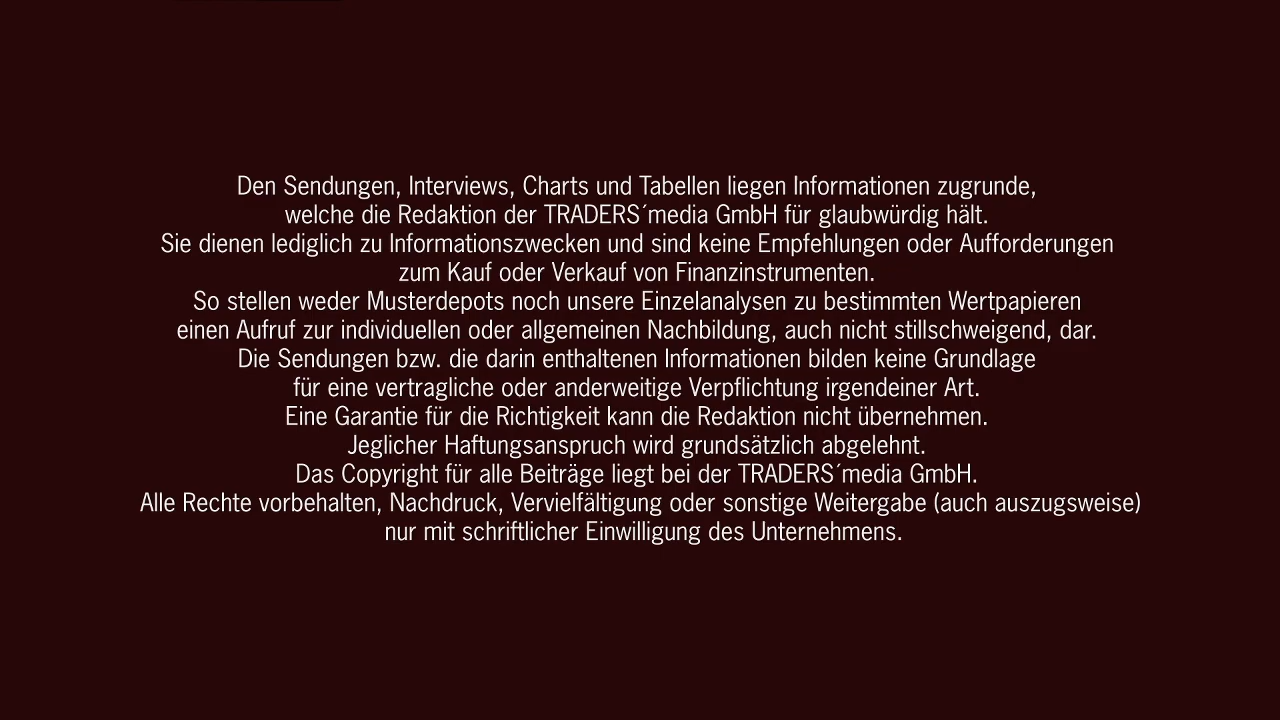 Den Sendungen, Interviews, Charts und Tabellen liegen Informationen zugrunde,
welche die Redaktion der TRADERS´media GmbH für glaubwürdig hält.
Sie dienen lediglich zu Informationszwecken und sind keine Empfehlungen oder Aufforderungen
zum Kauf oder Verkauf von Finanzinstrumenten.
So stellen weder Musterdepots noch unsere Einzelanalysen zu bestimmten Wertpapieren
einen Aufruf zur individuellen oder allgemeinen Nachbildung, auch nicht stillschweigend, dar.
Die Sendungen bzw. die darin enthaltenen Informationen bilden keine Grundlage
für eine vertragliche oder anderweitige Verpflichtung irgendeiner Art.
Eine Garantie für die Richtigkeit kann die Redaktion nicht übernehmen.
Jeglicher Haftungsanspruch wird grundsätzlich abgelehnt.
Das Copyright für alle Beiträge liegt bei der TRADERS´media GmbH.
Alle Rechte vorbehalten, Nachdruck, Vervielfältigung oder sonstige Weitergabe (auch auszugsweise)
nur mit schriftlicher Einwilligung des Unternehmens.